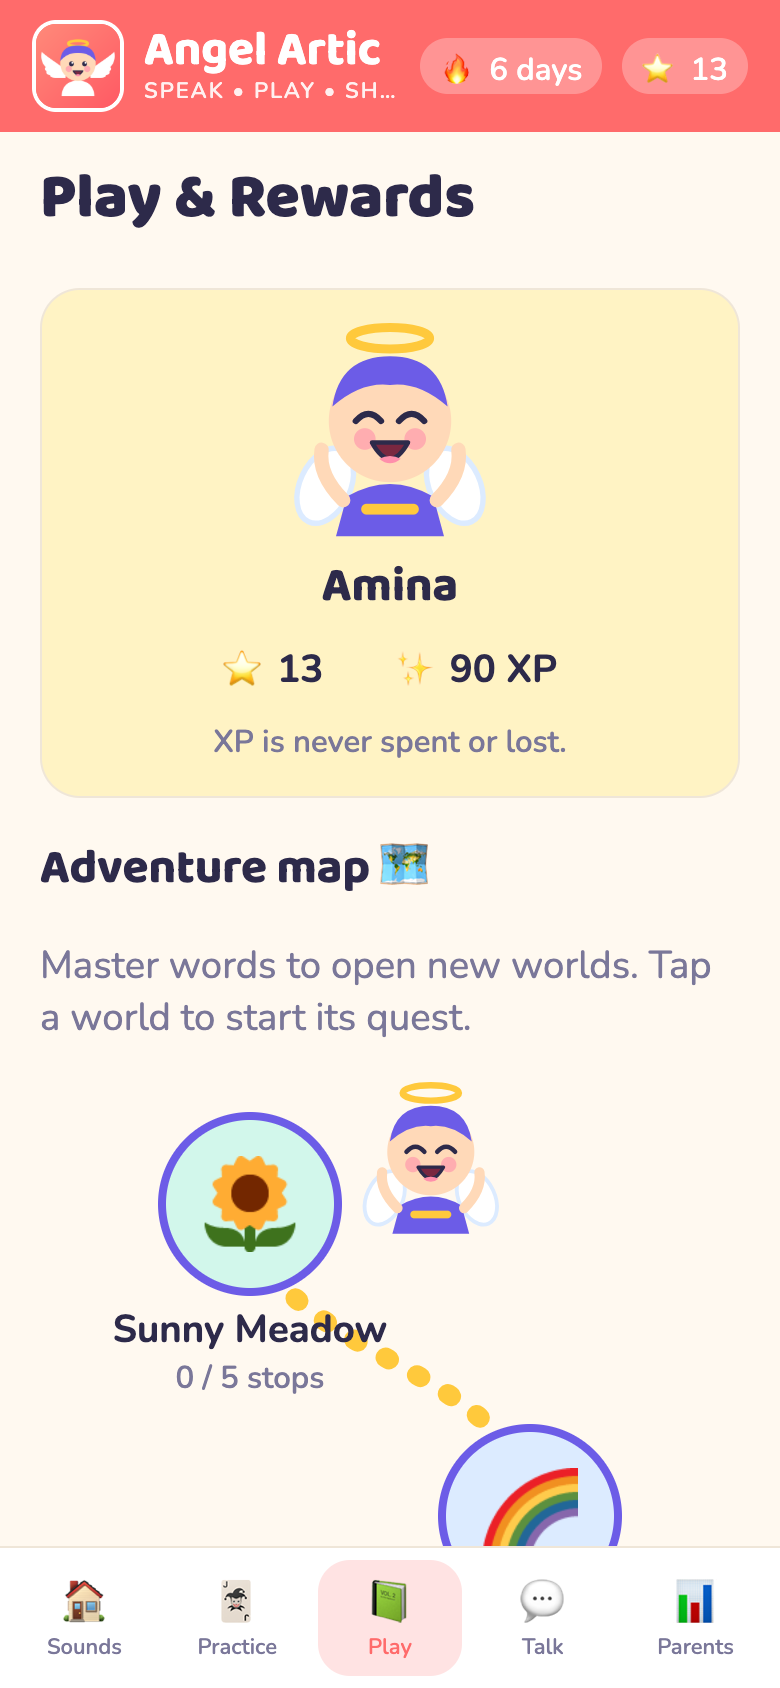 Angel Artic
SPEAK • PLAY • SH...
6 days
13
Play & Rewards
Amina
13
90 XP
XP is never spent or lost.
Adventure map
Master words to open new worlds. Tap
a world to start its quest.
Sunny Meadow
0 / 5 stops
Sounds
Practice
Play
Talk
Parents